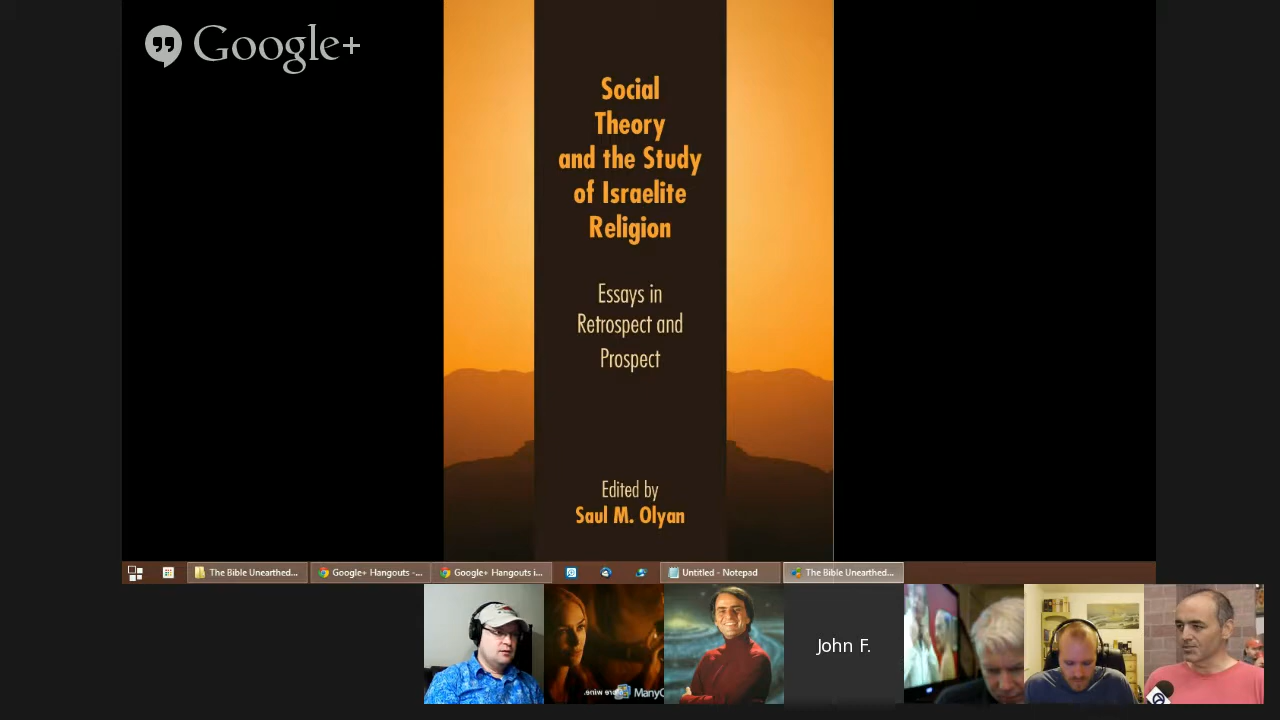 Google+
Social
Theory
and the Study
of Israelite
Religion
Essays in
Retrospect and
Prospect
Edited by
Saul M. Olyan
The Bible Unearthed...
Google+ Hangouts -...
Google+ Hangouts i...
Untitled - Notepad
The Bible Unearthed...
John F.